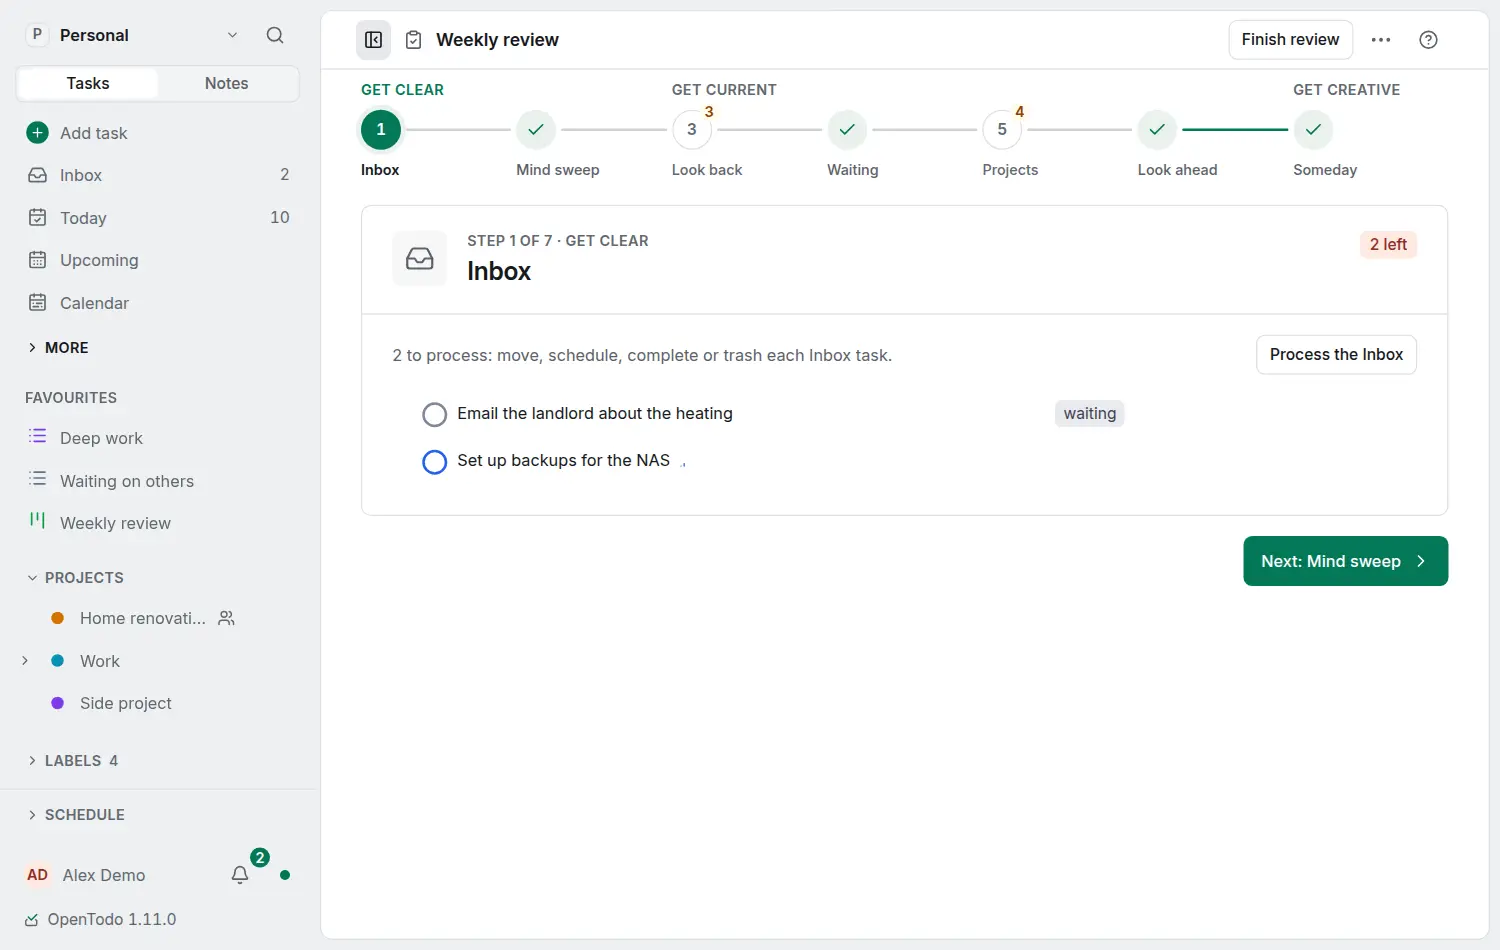 P Personal
Tasks Notes
Add task
Inbox 2
Today 10
Upcoming
Calendar
MORE
FAVOURITES
Deep work
Waiting on others
Weekly review
PROJECTS
Home renovati...
Work
Side project
LABELS 4
SCHEDULE
AD Alex Demo 2
OpenTodo 1.11.0
Weekly review
Finish review
GET CLEAR GET CURRENT GET CREATIVE
1 3 3 5 4
Inbox Mind sweep Look back Waiting Projects Look ahead Someday
STEP 1 OF 7 · GET CLEAR
Inbox
2 left
2 to process: move, schedule, complete or trash each Inbox task.
Process the Inbox
Email the landlord about the heating waiting
Set up backups for the NAS
Next: Mind sweep